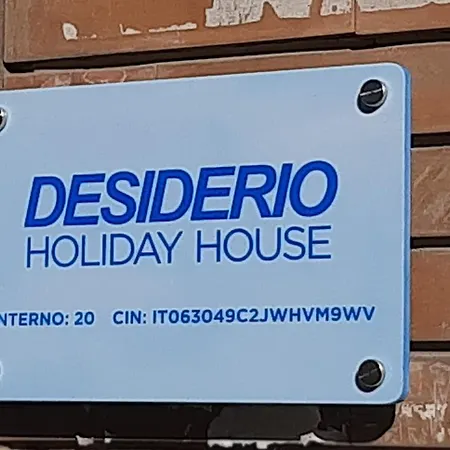 DESIDERIO
HOLIDAY HOUSE
NTERNO: 20 CIN: IT063049C2JWHVM9WV